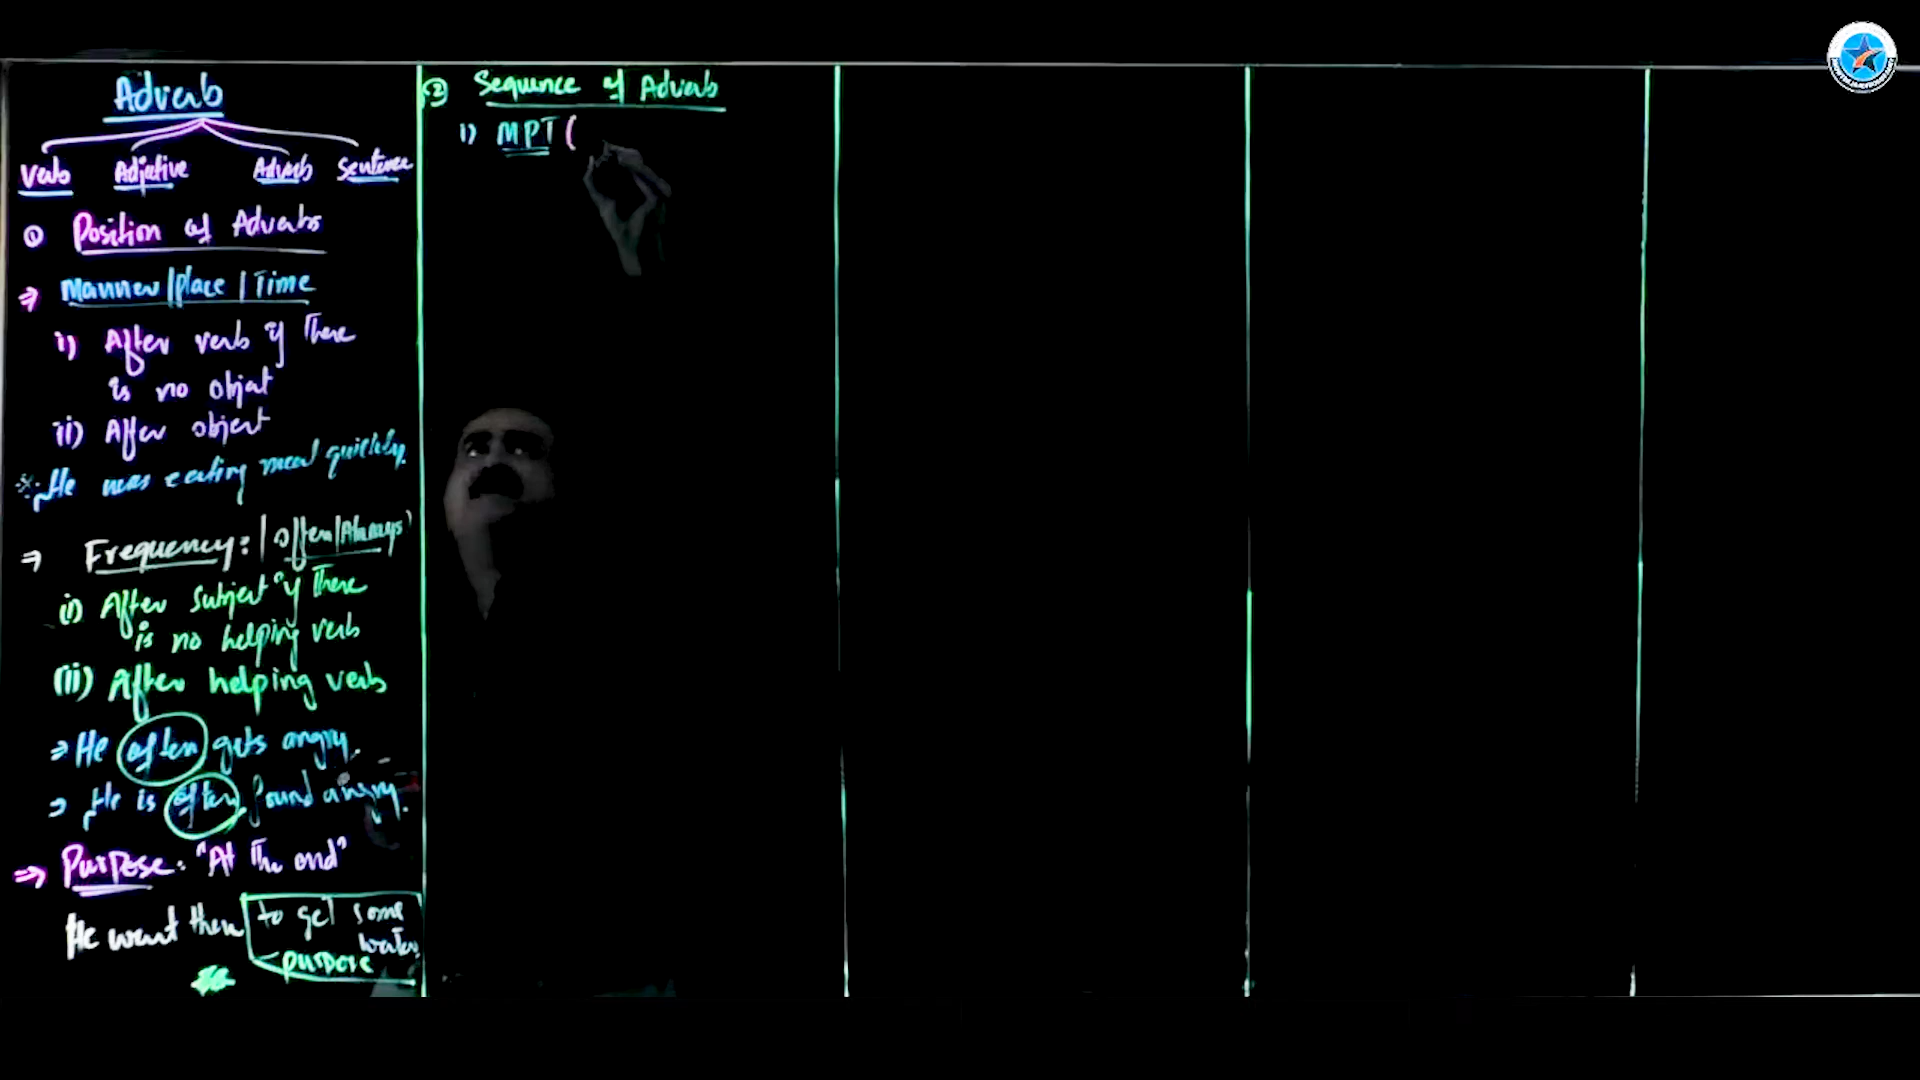 Adverb
Verb Adjective Adverb Sentence
① Position of Adverbs
⇒ Manner/place/Time
i) After verb if There
is no object
ii) After object
He was eating meal quickly.
⇒ Frequency: | often/Always
(i) After subject if There
is no helping verb
(ii) After helping verb
⇒ He often gets angry.
⇒ He is often found angry.
⇒ Purpose: "At The end"
He went there to get some
water
purpose
② Sequence of Adverb
i) MPT (